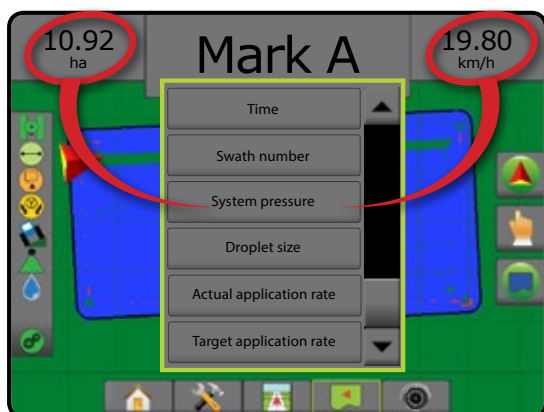 10.92
ha
Mark A
19.80
km/h
Time
Swath number
System pressure
Droplet size
Actual application rate
Target application rate